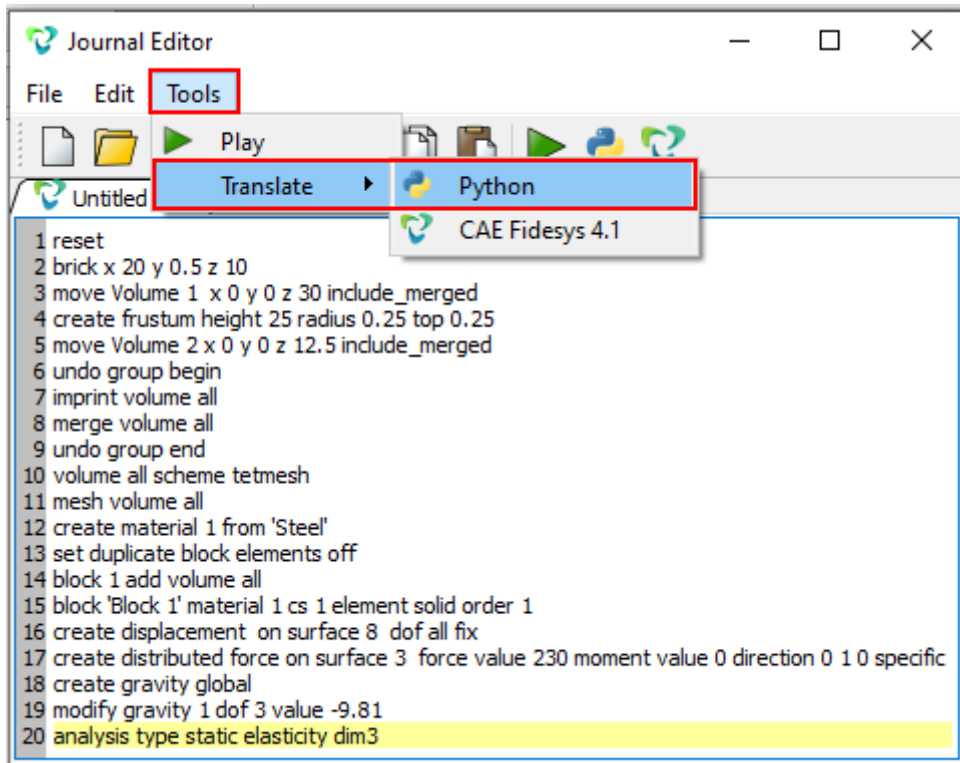 Journal Editor
File Edit Tools
Play
Translate
Python
CAE Fidesys 4.1
Untitled
1 reset
2 brick x 20 y 0.5 z 10
3 move Volume 1 x 0 y 0 z 30 include_merged
4 create frustum height 25 radius 0.25 top 0.25
5 move Volume 2 x 0 y 0 z 12.5 include_merged
6 undo group begin
7 imprint volume all
8 merge volume all
9 undo group end
10 volume all scheme tetmesh
11 mesh volume all
12 create material 1 from 'Steel'
13 set duplicate block elements off
14 block 1 add volume all
15 block 'Block 1' material 1 cs 1 element solid order 1
16 create displacement on surface 8 dof all fix
17 create distributed force on surface 3 force value 230 moment value 0 direction 0 1 0 specific
18 create gravity global
19 modify gravity 1 dof 3 value -9.81
20 analysis type static elasticity dim3